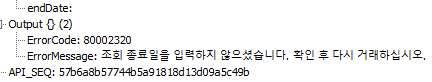 endDate:
Output {} (2)
ErrorCode: 80002320
ErrorMessage: 조회 종료일을 입력하지 않으셨습니다. 확인 후 다시 거래하십시오.
API_SEQ: 57b6a8b57744b5a91818d13d09a5c49b